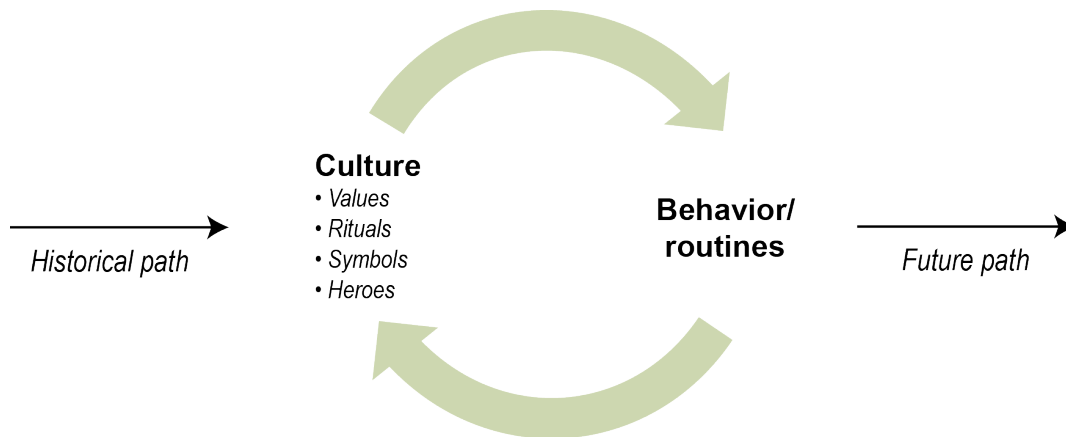 Culture
• Values
• Rituals
• Symbols
• Heroes
Historical path
Behavior/
routines
Future path